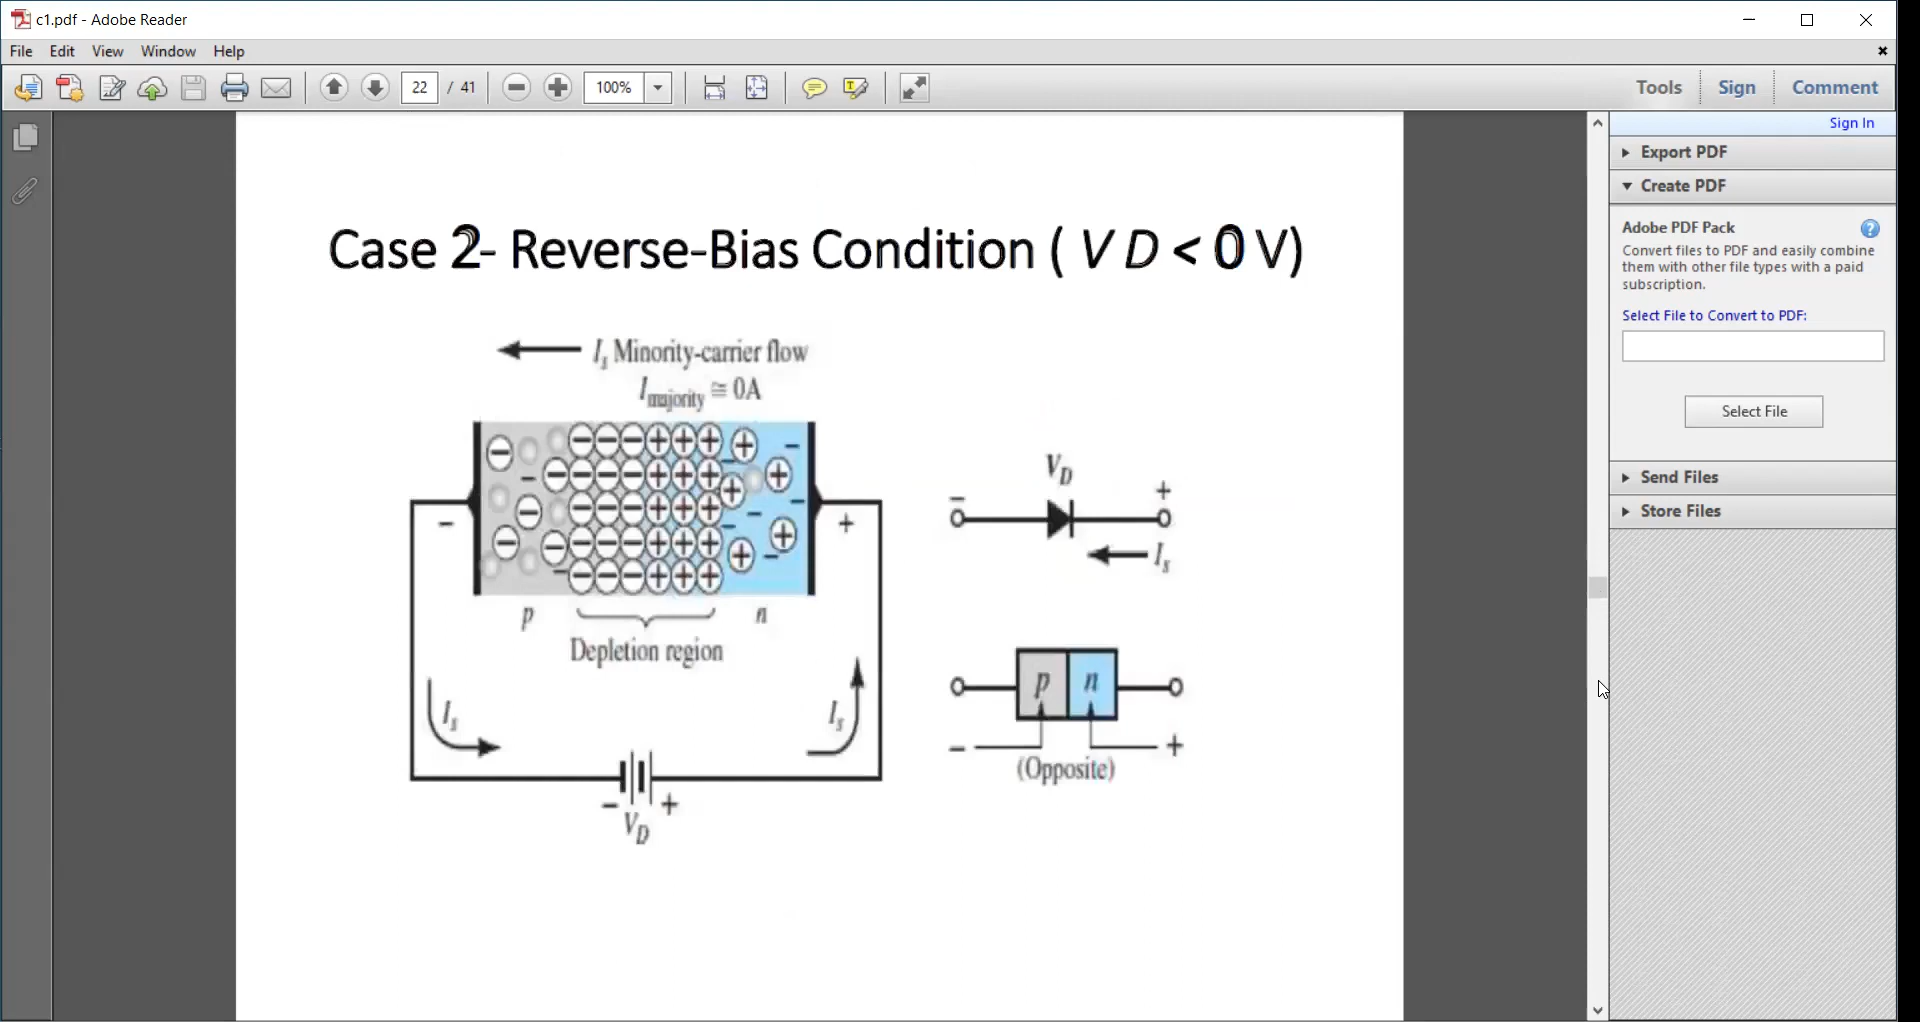 c1.pdf - Adobe Reader
File Edit View Window Help
22 / 41 100% Tools Sign Comment
Sign In
Export PDF
Create PDF
Adobe PDF Pack
Convert files to PDF and easily combine
them with other file types with a paid
subscription.
Select File to Convert to PDF:
Select File
Send Files
Store Files
Case 2- Reverse-Bias Condition ( V D < 0 V)
Is Minority-carrier flow
Imajority ≅ 0A
− +
p n
Depletion region
Is Is
− +
VD
VD
− +
Is
p n
− +
(Opposite)